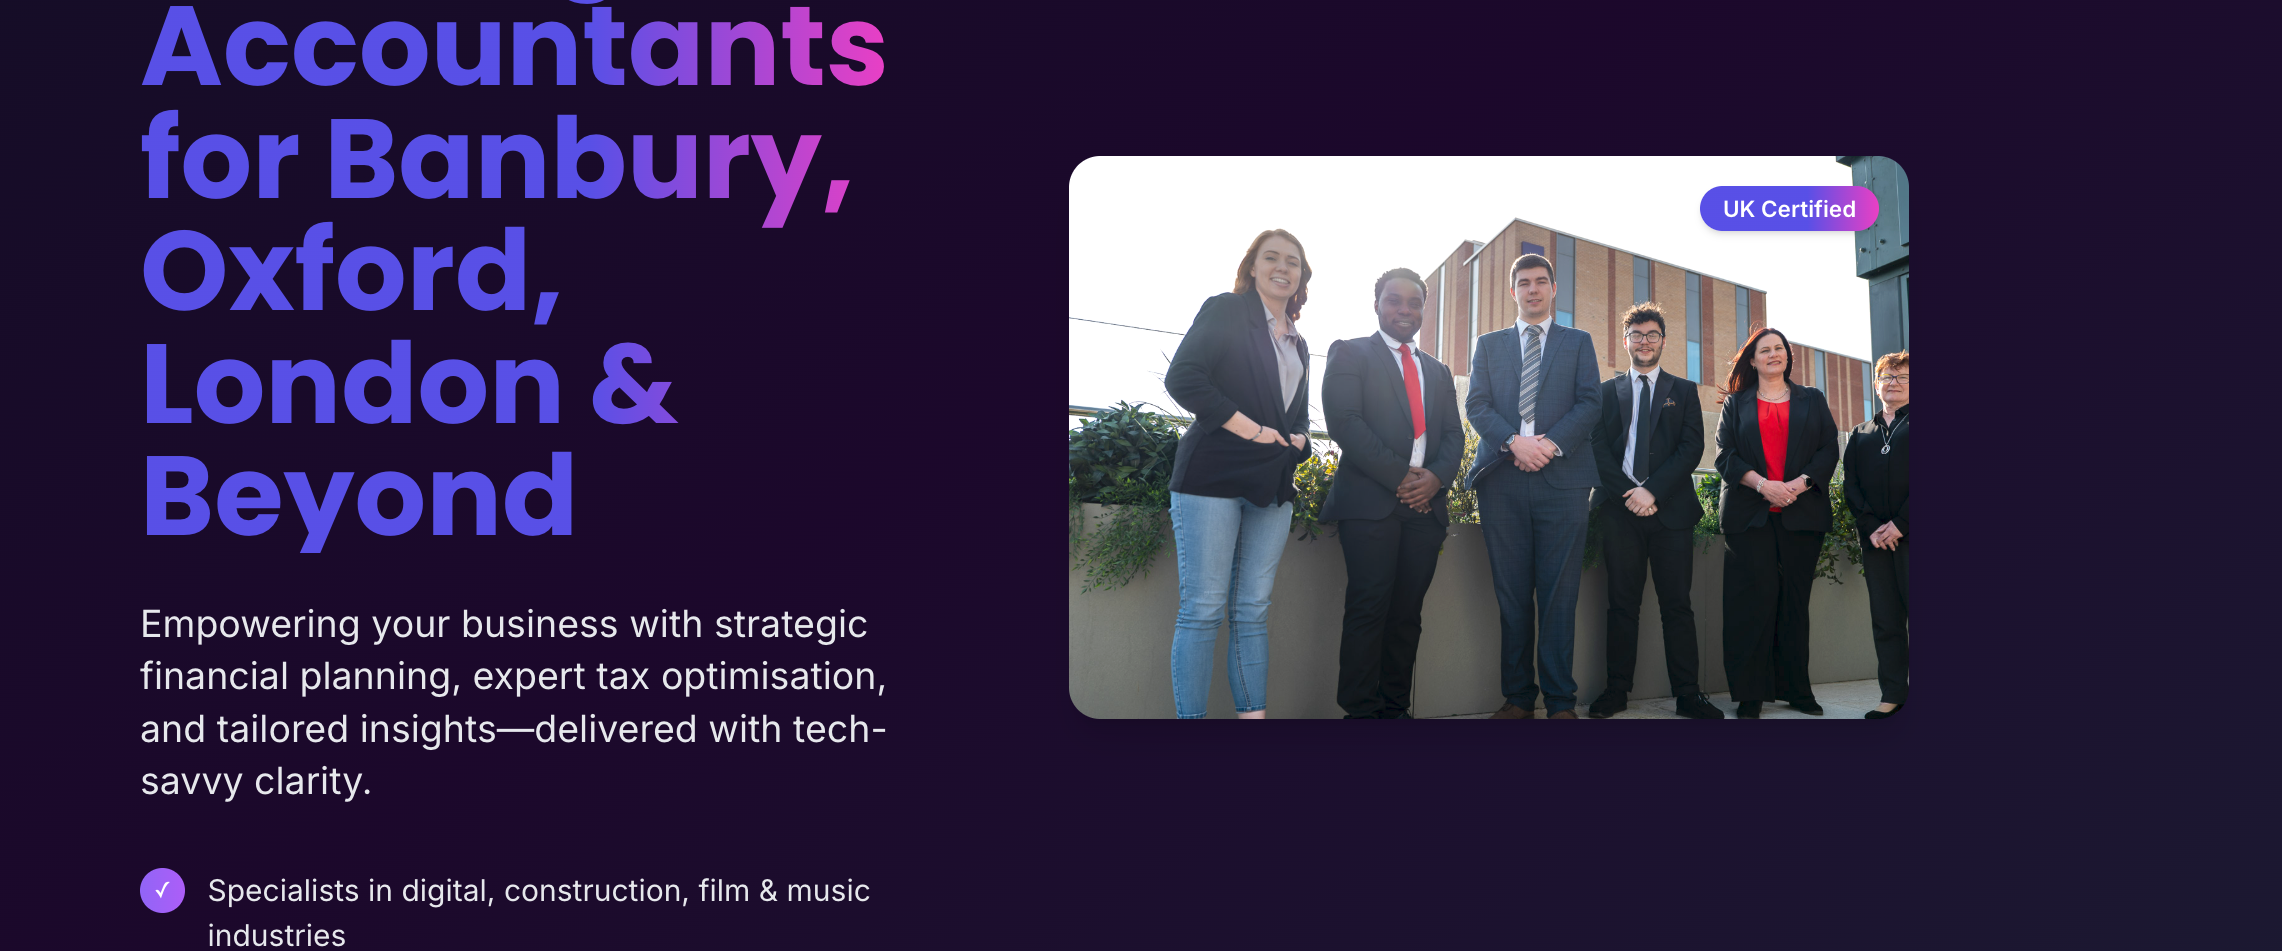 Accountants
for Banbury,
Oxford,
London &
Beyond
Empowering your business with strategic
financial planning, expert tax optimisation,
and tailored insights—delivered with tech-
savvy clarity.
Specialists in digital, construction, film & music
industries
UK Certified